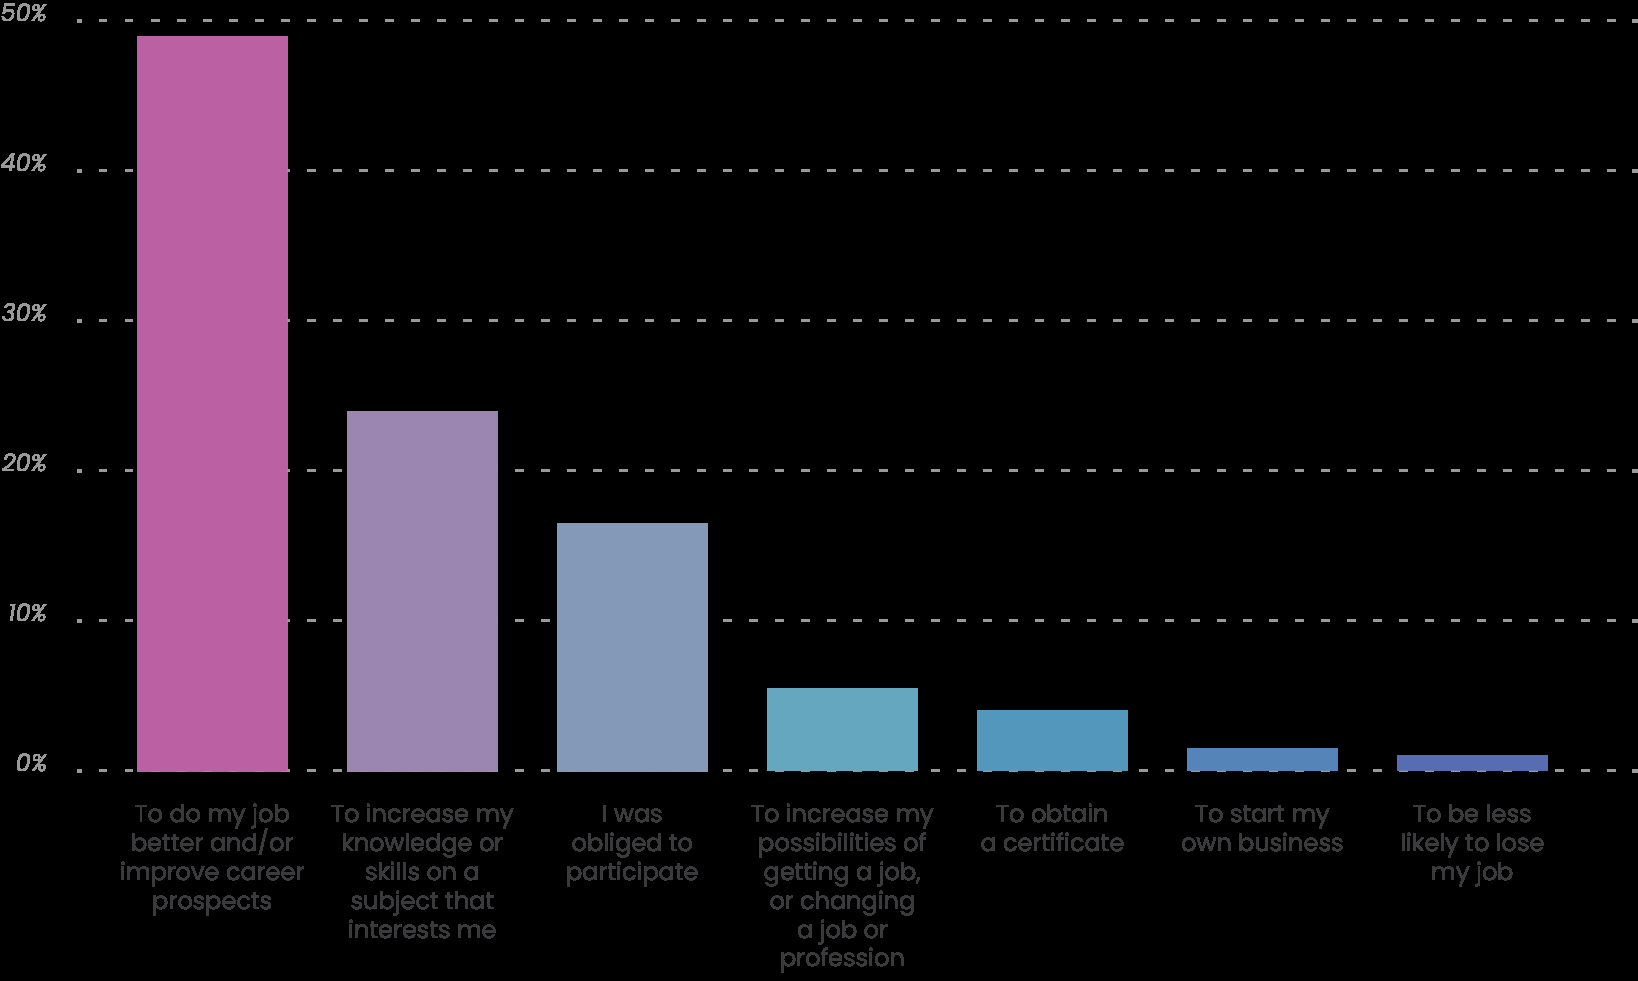 50%
40%
30%
20%
10%
0%
To do my job
better and/or
improve career
prospects
To increase my
knowledge or
skills on a
subject that
interests me
I was
obliged to
participate
To increase my
possibilities of
getting a job,
or changing
a job or
profession
To obtain
a certificate
To start my
own business
To be less
likely to lose
my job